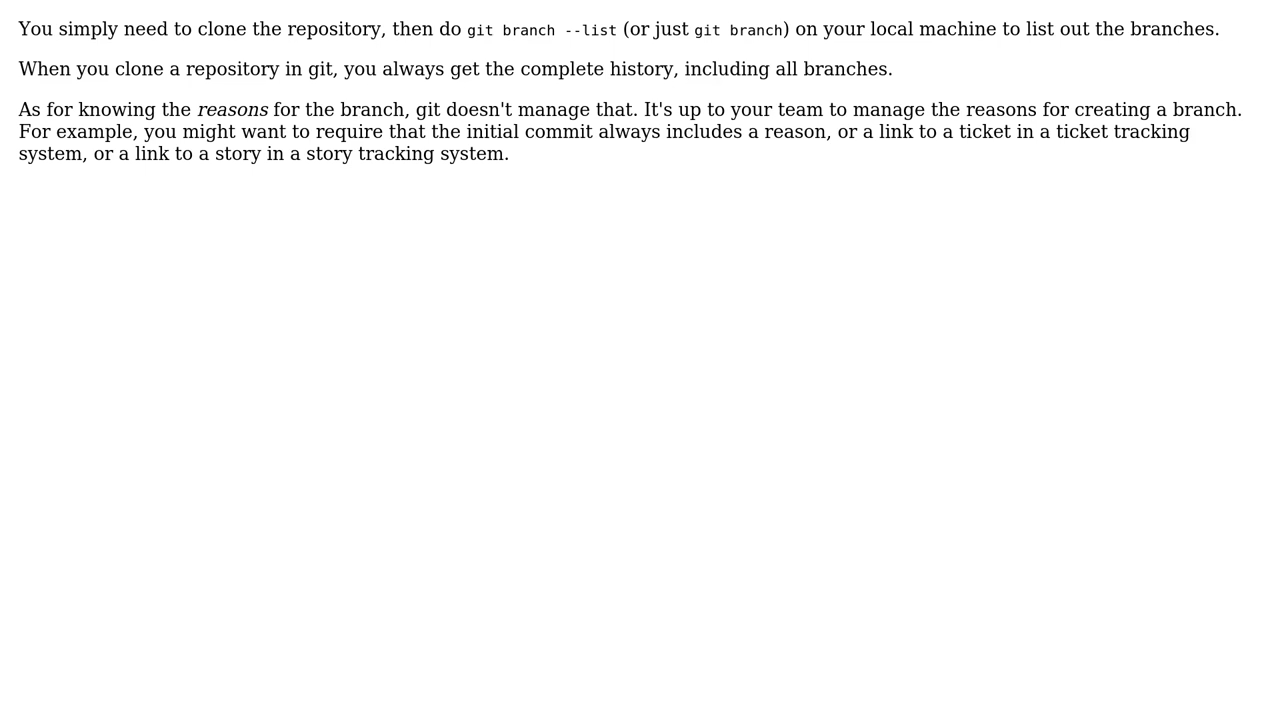 You simply need to clone the repository, then do git branch --list (or just git branch) on your local machine to list out the branches.
When you clone a repository in git, you always get the complete history, including all branches.
As for knowing the reasons for the branch, git doesn't manage that. It's up to your team to manage the reasons for creating a branch.
For example, you might want to require that the initial commit always includes a reason, or a link to a ticket in a ticket tracking
system, or a link to a story in a story tracking system.